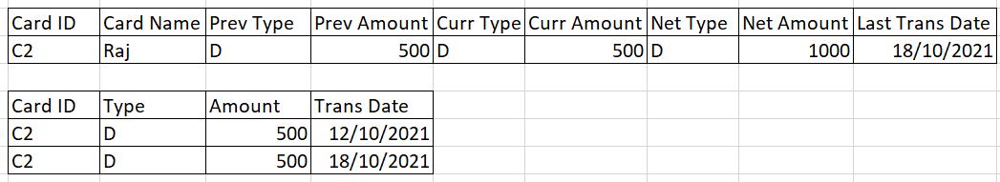 Card ID Card Name Prev Type Prev Amount Curr Type Curr Amount Net Type Net Amount Last Trans Date
C2 Raj D 500 D 500 D 1000 18/10/2021
Card ID Type Amount Trans Date
C2 D 500 12/10/2021
C2 D 500 18/10/2021